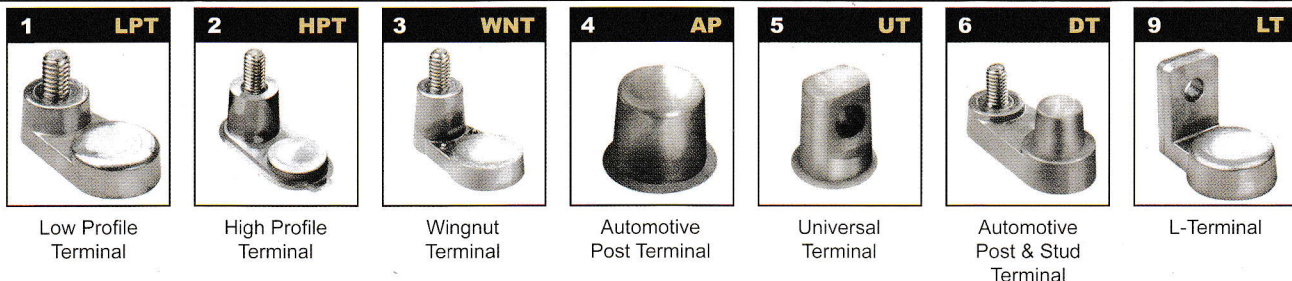 1 LPT
Low Profile
Terminal
2 HPT
High Profile
Terminal
3 WNT
Wingnut
Terminal
4 AP
Automotive
Post Terminal
5 UT
Universal
Terminal
6 DT
Automotive
Post & Stud
Terminal
9 LT
L-Terminal